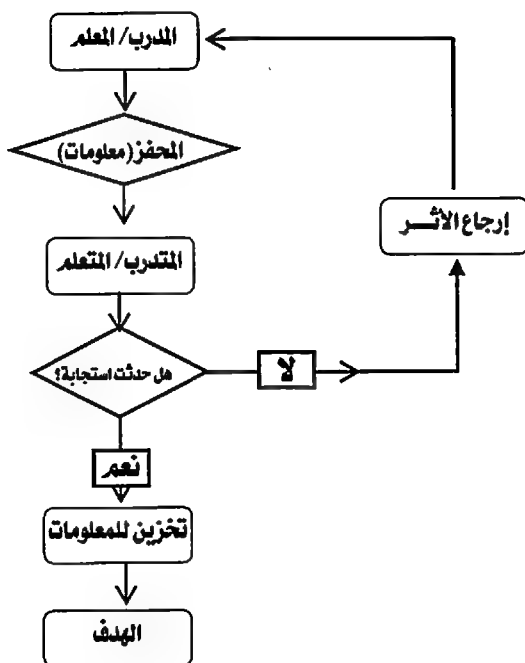 المدرب/ المعلم
المحفز (معلومات)
إرجاع الأثـــر
المتدرب/ المتعلم
هل حدثت استجابة؟
لا
نعم
تخزين للمعلومات
الهدف